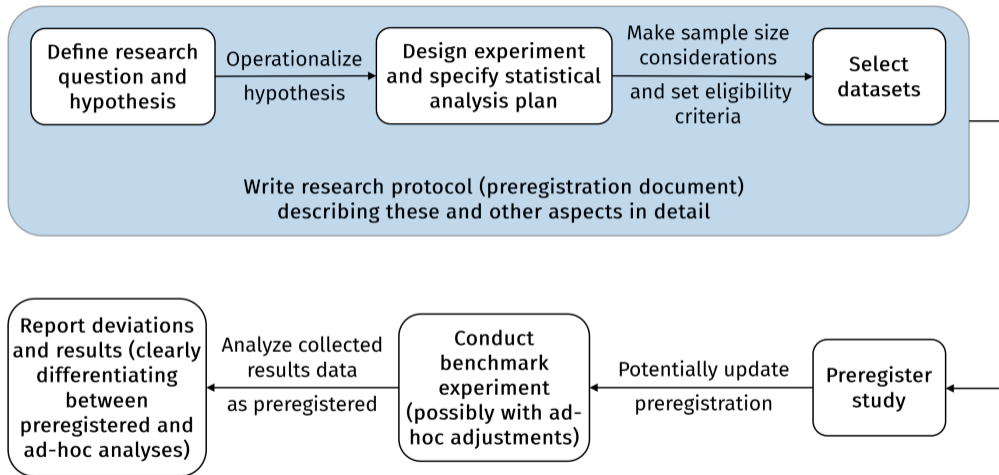 Define research
question and
hypothesis
Operationalize
hypothesis
Design experiment
and specify statistical
analysis plan
Make sample size
considerations
and set eligibility
criteria
Select
datasets
Write research protocol (preregistration document)
describing these and other aspects in detail
Preregister
study
Potentially update
preregistration
Conduct
benchmark
experiment
(possibly with ad-
hoc adjustments)
Analyze collected
results data
as preregistered
Report deviations
and results (clearly
differentiating
between
preregistered and
ad-hoc analyses)